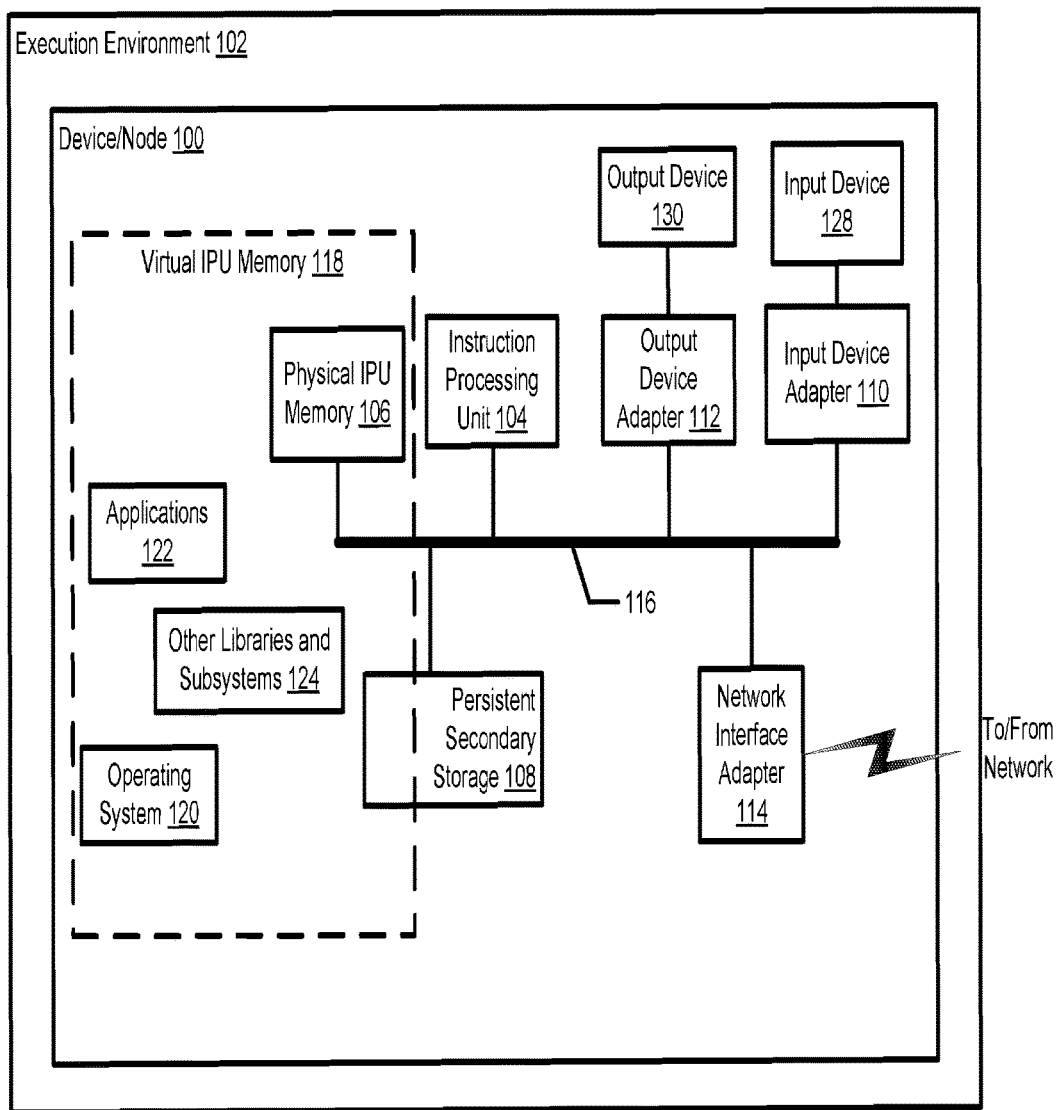 Execution Environment 102
Device/Node 100
Output Device
130
Input Device
128
Virtual IPU Memory 118
Physical IPU
Memory 106
Instruction
Processing
Unit 104
Output
Device
Adapter 112
Input Device
Adapter 110
Applications
122
116
Other Libraries and
Subsystems 124
Persistent
Secondary
Storage 108
Network
Interface
Adapter
114
To/From
Network
Operating
System 120